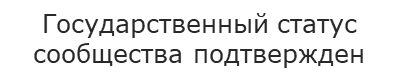 Государственный статус
сообщества подтвержден